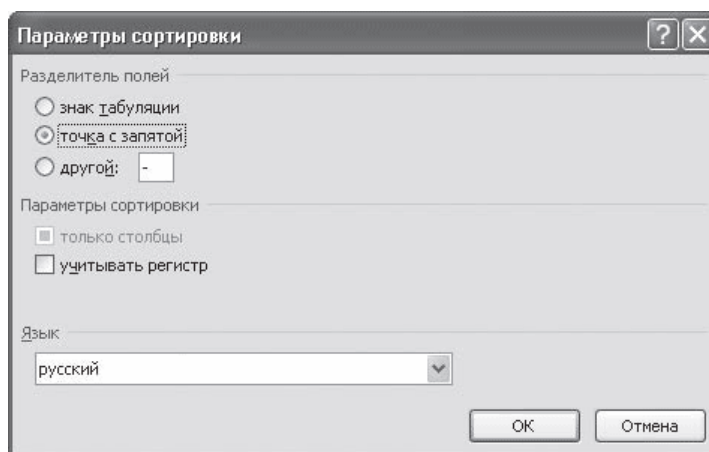 Параметры сортировки
Разделитель полей
знак табуляции
точка с запятой
другой: -
Параметры сортировки
только столбцы
учитывать регистр
Язык
русский
ОК Отмена